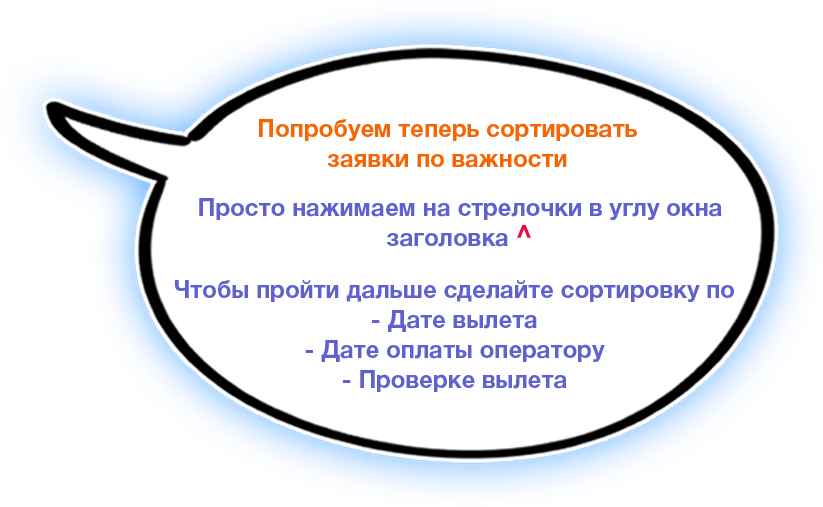 Попробуем теперь сортировать
заявки по важности
Просто нажимаем на стрелочки в углу окна
заголовка ^
Чтобы пройти дальше сделайте сортировку по
- Дате вылета
- Дате оплаты оператору
- Проверке вылета